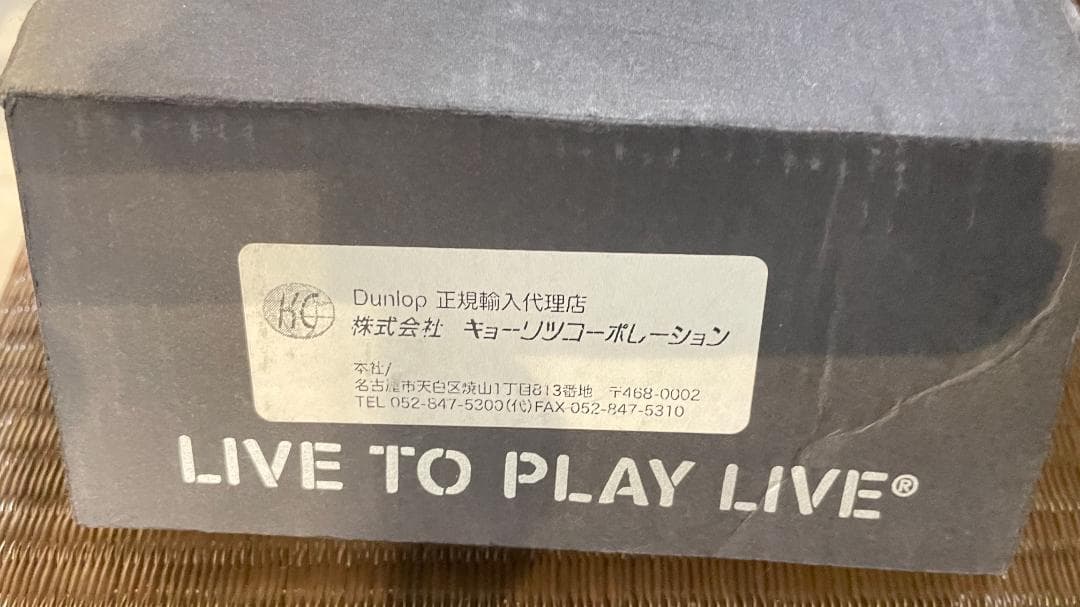 KC
Dunlop 正規輸入代理店
株式会社 キョーリツコーポレーション
本社/
名古屋市天白区焼山1丁目813番地 〒468-0002
TEL 052-847-5300(代)FAX 052-847-5310
LIVE TO PLAY LIVE®